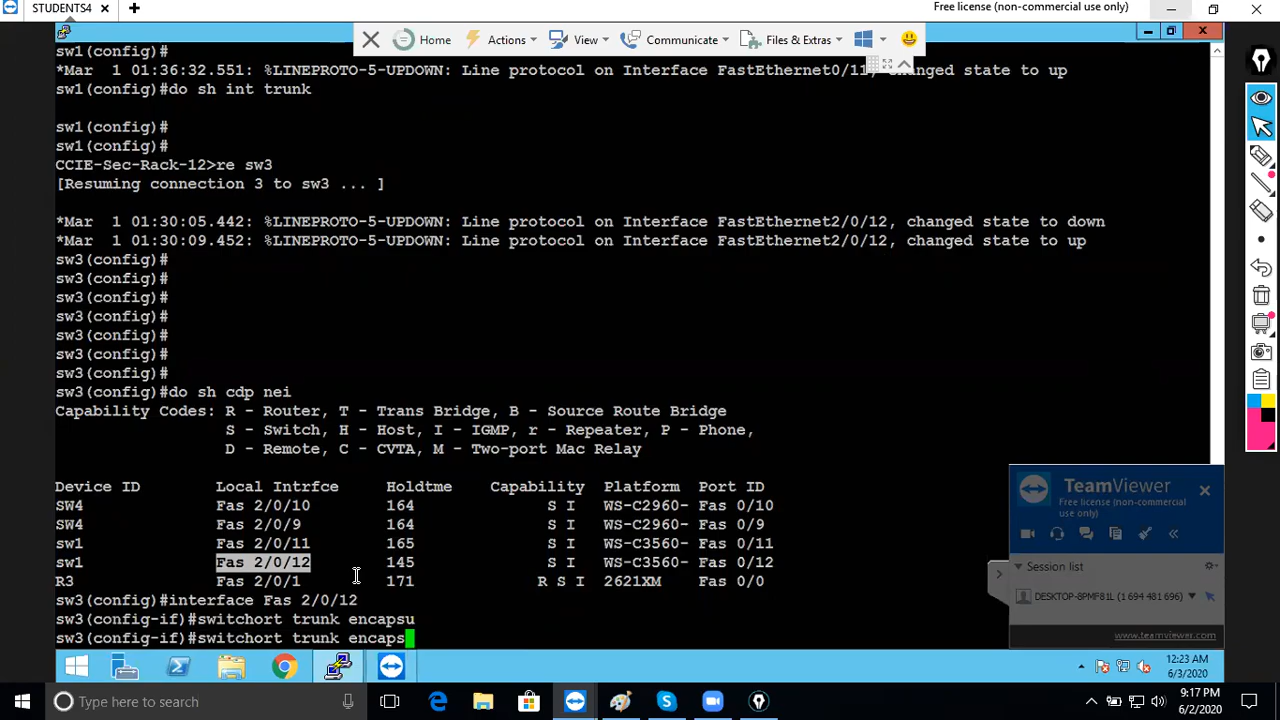 STUDENTS4
Free license (non-commercial use only)
Home
Actions
View
Communicate
Files & Extras
sw1(config)#
*Mar 1 01:36:32.551: %LINEPROTO-5-UPDOWN: Line protocol on Interface FastEthernet0/11, changed state to up
sw1(config)#do sh int trunk
sw1(config)#
sw1(config)#
CCIE-Sec-Rack-12>re sw3
[Resuming connection 3 to sw3 ... ]
*Mar 1 01:30:05.442: %LINEPROTO-5-UPDOWN: Line protocol on Interface FastEthernet2/0/12, changed state to down
*Mar 1 01:30:09.452: %LINEPROTO-5-UPDOWN: Line protocol on Interface FastEthernet2/0/12, changed state to up
sw3(config)#
sw3(config)#
sw3(config)#
sw3(config)#
sw3(config)#
sw3(config)#
sw3(config)#
sw3(config)#do sh cdp nei
Capability Codes: R - Router, T - Trans Bridge, B - Source Route Bridge
S - Switch, H - Host, I - IGMP, r - Repeater, P - Phone,
D - Remote, C - CVTA, M - Two-port Mac Relay
Device ID Local Intrfce Holdtme Capability Platform Port ID
SW4 Fas 2/0/10 164 S I WS-C2960- Fas 0/10
SW4 Fas 2/0/9 164 S I WS-C2960- Fas 0/9
sw1 Fas 2/0/11 165 S I WS-C3560- Fas 0/11
sw1 Fas 2/0/12 145 S I WS-C3560- Fas 0/12
R3 Fas 2/0/1 171 R S I 2621XM Fas 0/0
sw3(config)#interface Fas 2/0/12
sw3(config-if)#switchort trunk encapsu
sw3(config-if)#switchort trunk encaps
TeamViewer
Free license (non-commercial
use only)
Session list
DESKTOP-8PMF81L (1 694 481 696)
www.teamviewer.com
12:23 AM
6/3/2020
Type here to search
9:17 PM
6/2/2020